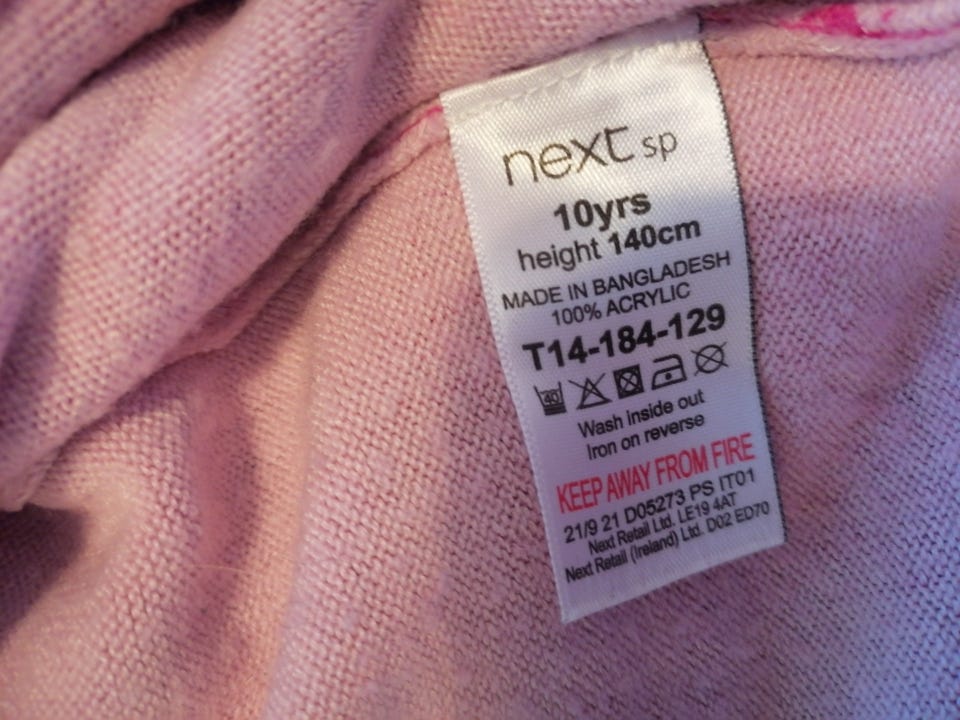 next sp
10yrs
height 140cm
MADE IN BANGLADESH
100% ACRYLIC
T14-184-129
40
Wash inside out
Iron on reverse
KEEP AWAY FROM FIRE
21/9 21 D05273 PS IT01
Next Retail Ltd. LE19 4AT
Next Retail (Ireland) Ltd. D02 ED70